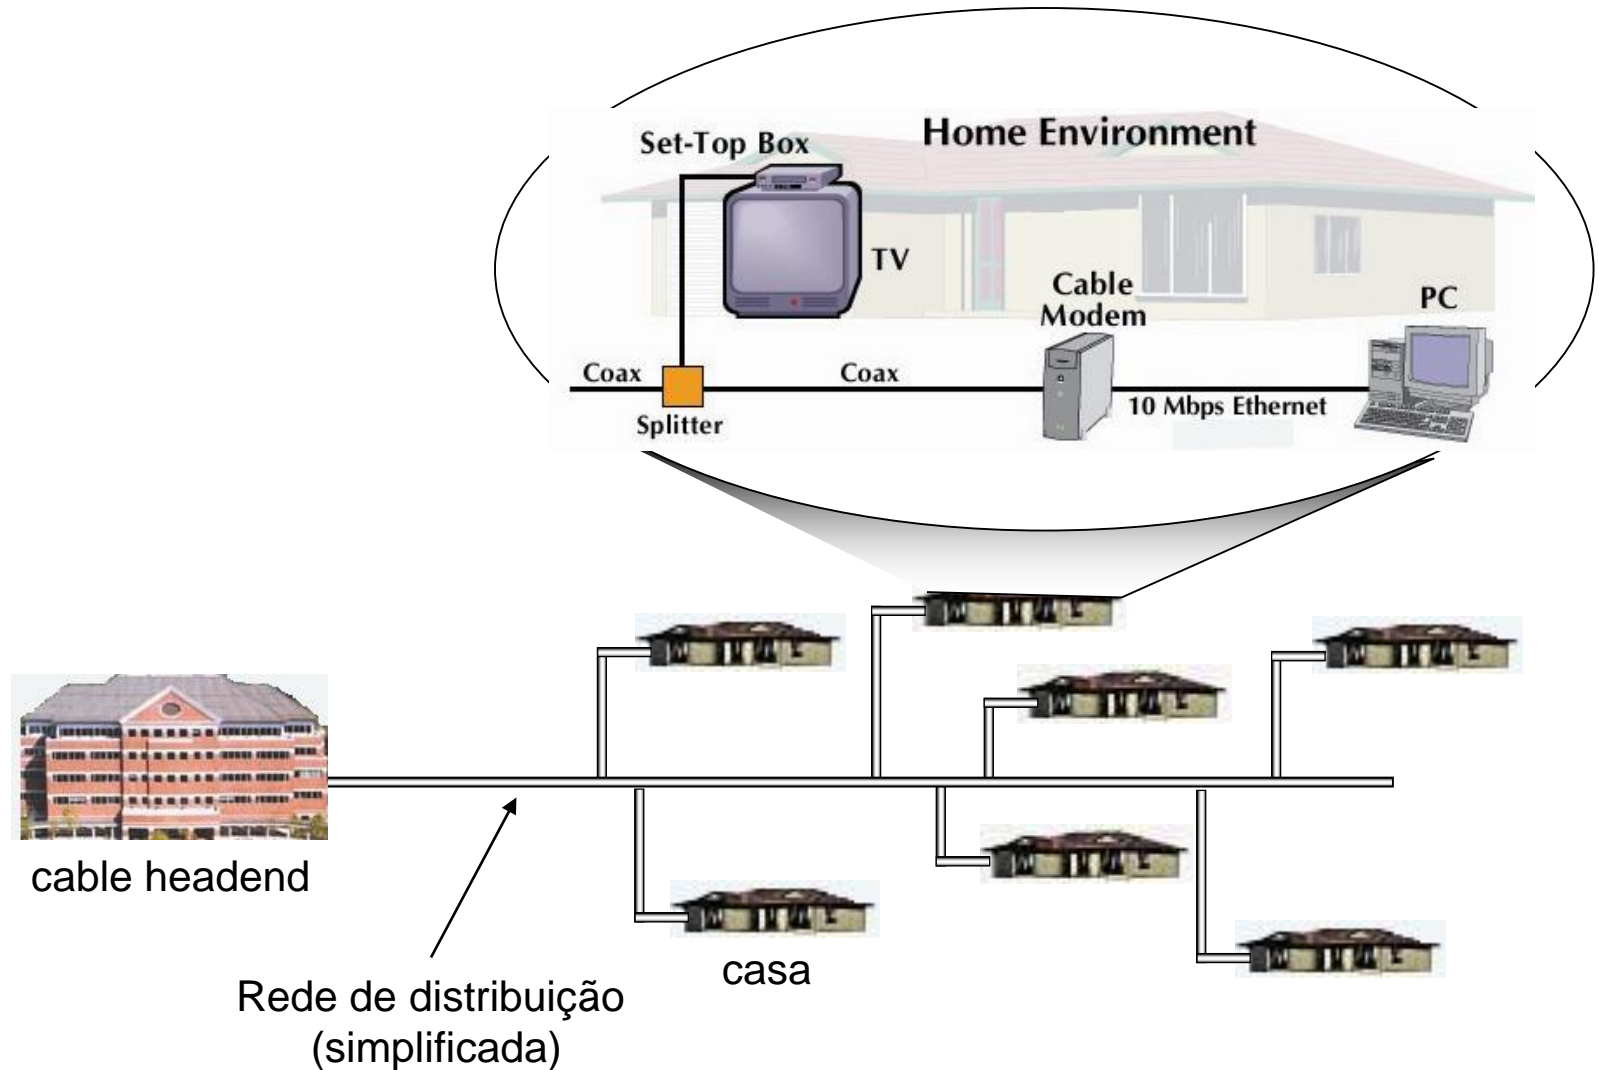 Home Environment
Set-Top Box
TV
Cable
Modem
PC
Coax
Coax
10 Mbps Ethernet
Splitter
cable headend
casa
Rede de distribuição
(simplificada)